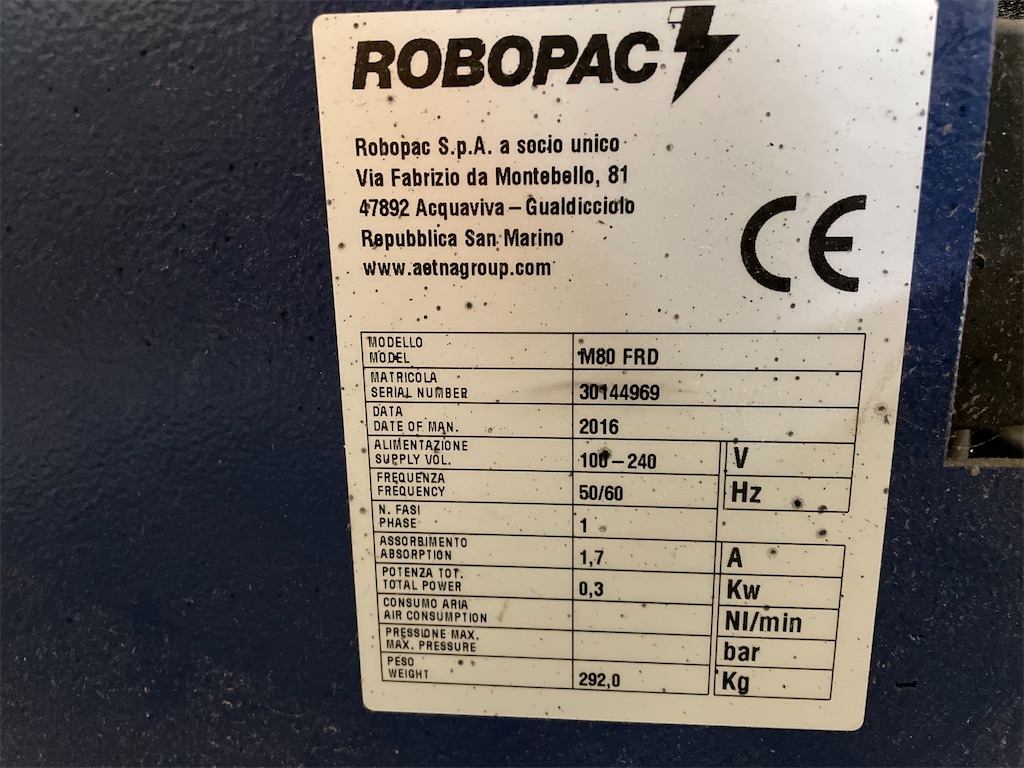 ROBOPAC
Robopac S.p.A. a socio unico
Via Fabrizio da Montebello, 81
47892 Acquaviva – Gualdicciolo
Repubblica San Marino
www.aetnagroup.com
CE
MODELLO
MODEL M80 FRD
MATRICOLA
SERIAL NUMBER 30144969
DATA
DATE OF MAN. 2016
ALIMENTAZIONE
SUPPLY VOL. 100–240 V
FREQUENZA
FREQUENCY 50/60 Hz
N. FASI
PHASE 1
ASSORBIMENTO
ABSORPTION 1,7 A
POTENZA TOT.
TOTAL POWER 0,3 Kw
CONSUMO ARIA
AIR CONSUMPTION Nl/min
PRESSIONE MAX.
MAX. PRESSURE bar
PESO
WEIGHT 292,0 Kg